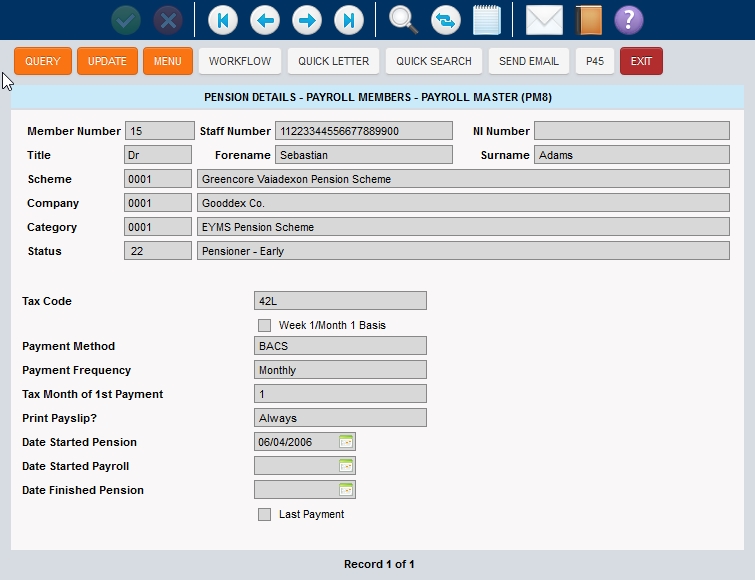 QUERY UPDATE MENU WORKFLOW QUICK LETTER QUICK SEARCH SEND EMAIL P45 EXIT
PENSION DETAILS - PAYROLL MEMBERS - PAYROLL MASTER (PM8)
Member Number 15 Staff Number 11223344556677889900 NI Number
Title Dr Forename Sebastian Surname Adams
Scheme 0001 Greencore Vaiadexon Pension Scheme
Company 0001 Gooddex Co.
Category 0001 EYMS Pension Scheme
Status 22 Pensioner - Early
Tax Code 42L
Week 1/Month 1 Basis
Payment Method BACS
Payment Frequency Monthly
Tax Month of 1st Payment 1
Print Payslip? Always
Date Started Pension 06/04/2006
Date Started Payroll
Date Finished Pension
Last Payment
Record 1 of 1